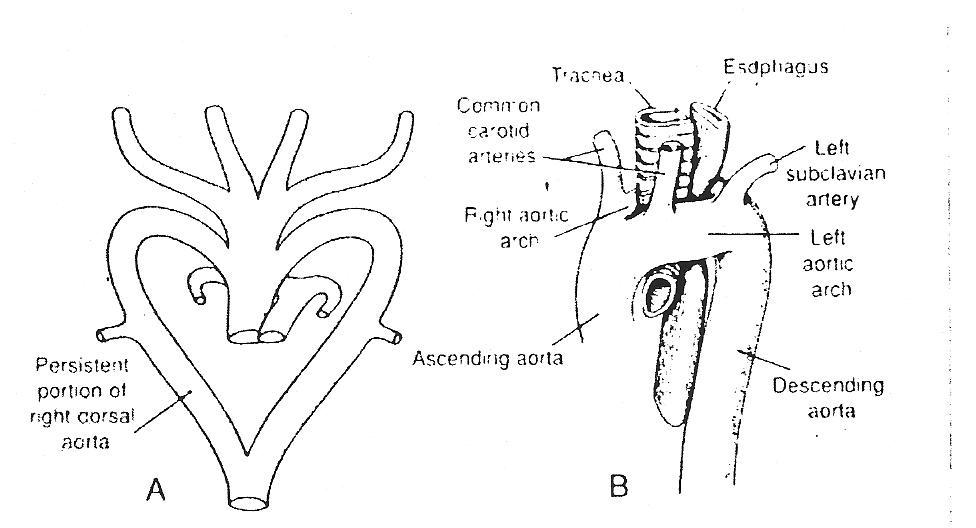 Trachea
Esophagus
Common
carotid
arteries
Left
subclavian
artery
Right aortic
arch
Left
aortic
arch
Ascending aorta
Persistent
portion of
right dorsal
aorta
Descending
aorta
A
B